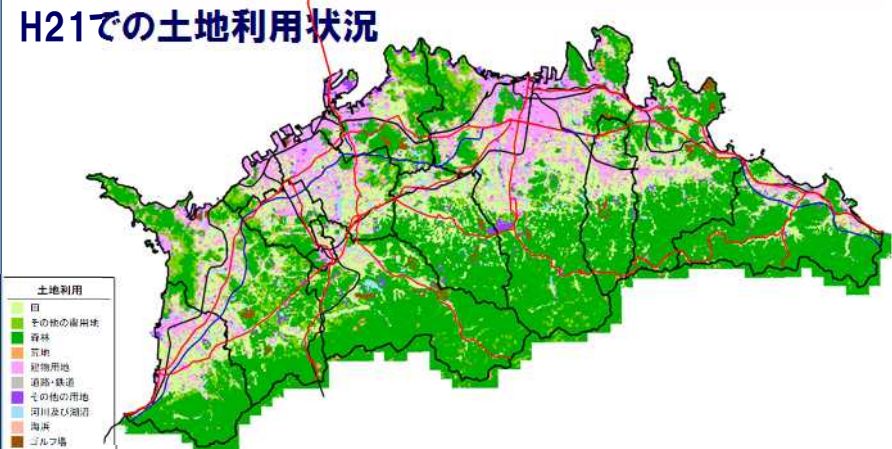 H21での土地利用状況
土地利用
田
その他の農用地
森林
荒地
建物用地
道路・鉄道
その他の用地
河川及び湖沼
海浜
ゴルフ場